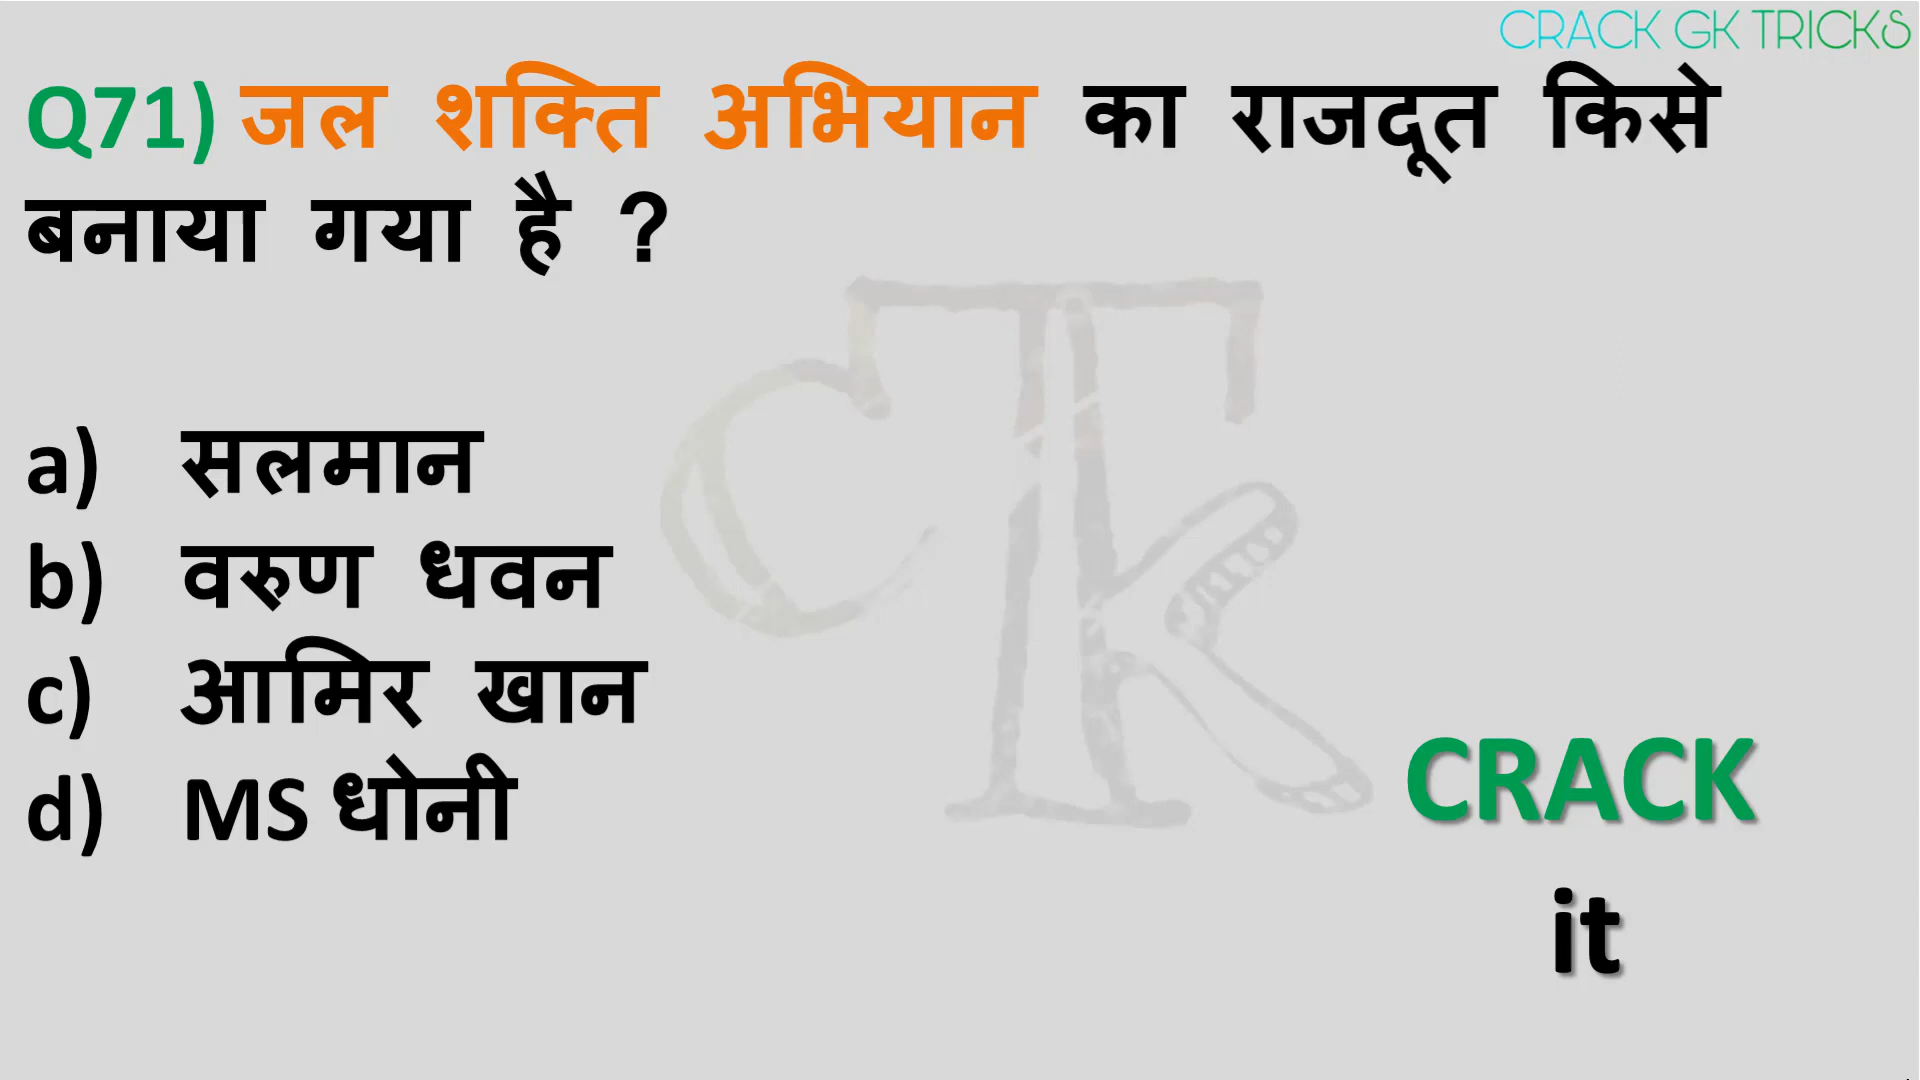 CRACK GK TRICKS
Q71) जल शक्ति अभियान का राजदूत किसे
बनाया गया है ?
a) सलमान
b) वरुण धवन
c) आमिर खान
d) MS धोनी
CRACK
it